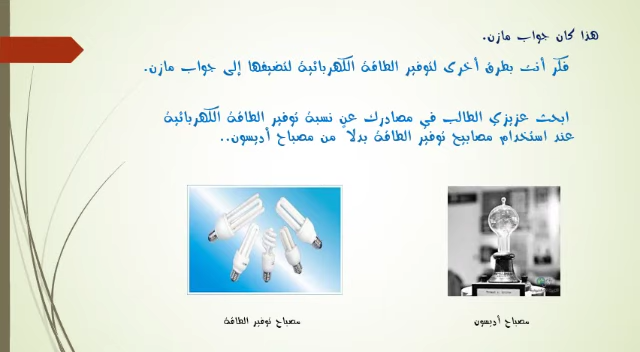 هذا كان جواب مازن.
فكّر أنت بطرق أخرى لتوفير الطاقة الكهربائية لتضيفها إلى جواب مازن.
ابحث عزيزي الطالب في مصادرك عن نسبة توفير الطاقة الكهربائية
عند استخدام مصابيح توفير الطاقة بدلا من مصباح أديسون..
مصباح أديسون
مصباح توفير الطاقة